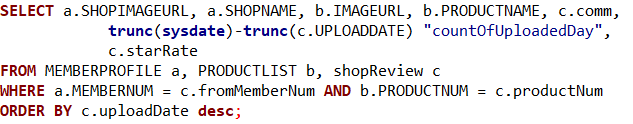 SELECT a.SHOPIMAGEURL, a.SHOPNAME, b.IMAGEURL, b.PRODUCTNAME, c.comm,
trunc(sysdate)-trunc(c.UPLOADDATE) "countOfUploadedDay",
c.starRate
FROM MEMBERPROFILE a, PRODUCTLIST b, shopReview c
WHERE a.MEMBERNUM = c.fromMemberNum AND b.PRODUCTNUM = c.productNum
ORDER BY c.uploadDate desc;